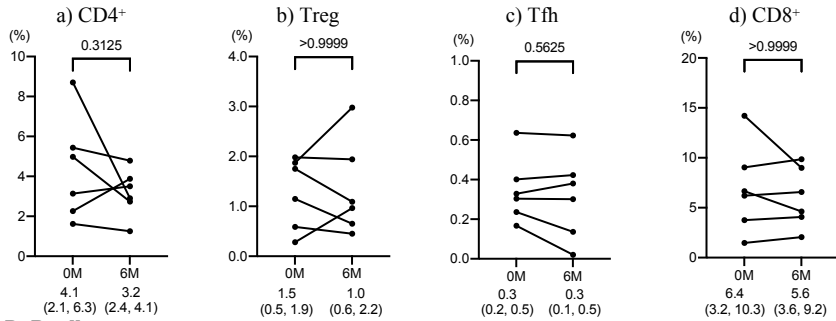 a) CD4⁺
(%)
0.3125
10
8
6
4
2
0
0M 6M
4.1 3.2
(2.1, 6.3) (2.4, 4.1)
b) Treg
(%)
>0.9999
4.0
3.0
2.0
1.0
0.0
0M 6M
1.5 1.0
(0.5, 1.9) (0.6, 2.2)
c) Tfh
(%)
0.5625
1.0
0.8
0.6
0.4
0.2
0.0
0M 6M
0.3 0.3
(0.2, 0.5) (0.1, 0.5)
d) CD8⁺
(%)
>0.9999
20
15
10
5
0
0M 6M
6.4 5.6
(3.2, 10.3) (3.6, 9.2)